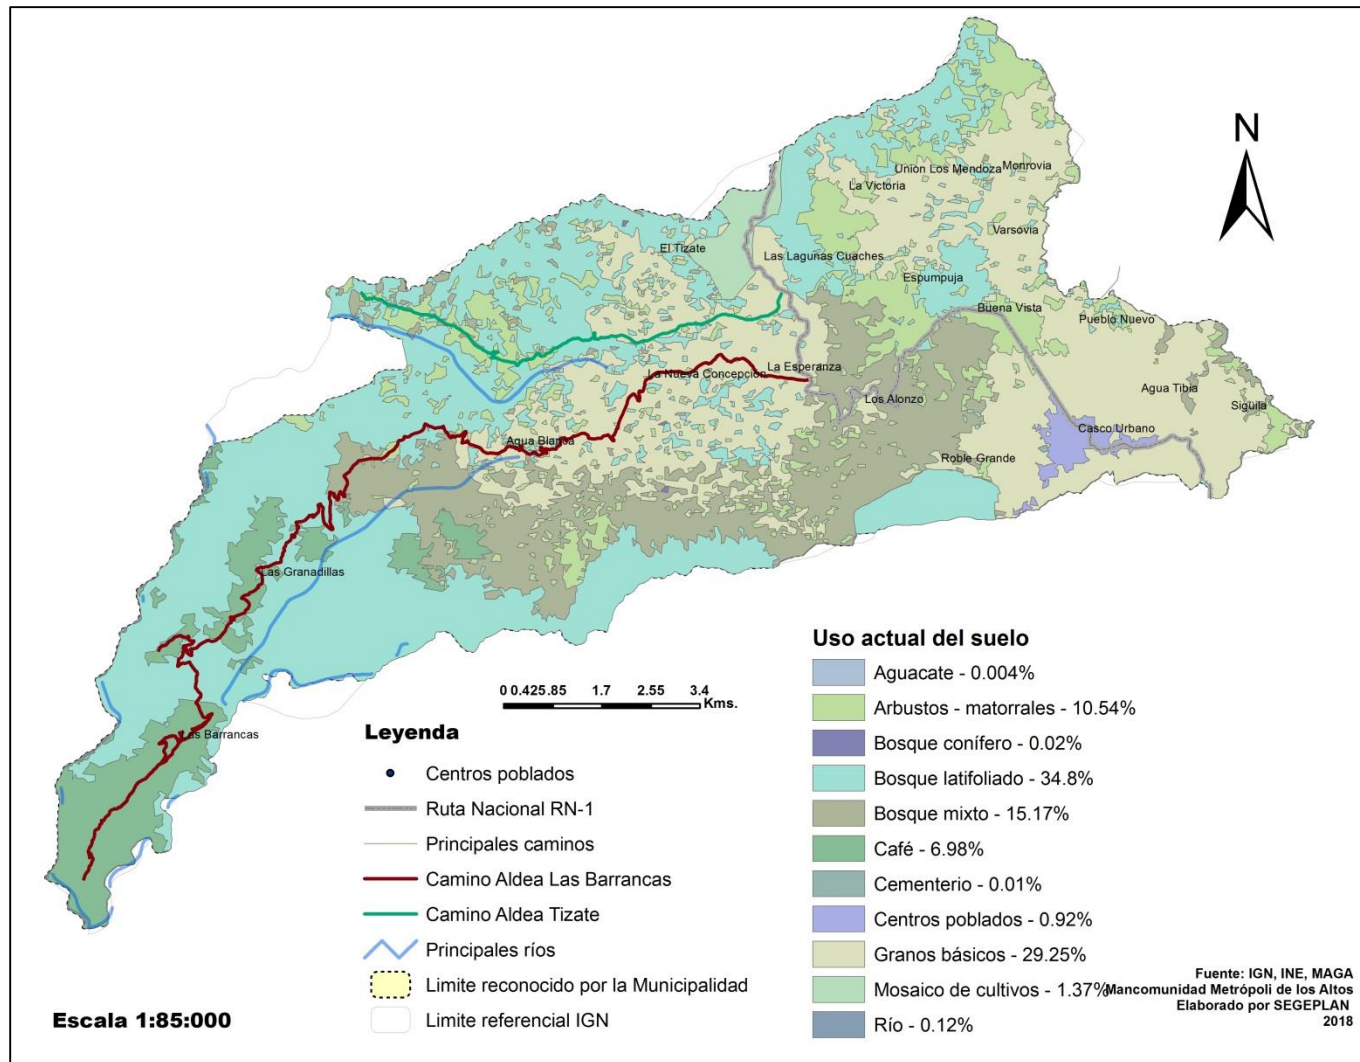 N
Union Los Mendoza
Monrovia
La Victoria
Varsovia
El Tizate
Las Lagunas Cuaches
Espumpuja
Buena Vista
Pueblo Nuevo
La Esperanza
La Nueva Concepción
Agua Tibia
Los Alonzo
Siguila
Casco Urbano
Agua Blanca
Roble Grande
Las Granadillas
Las Barrancas
0 0.425.85 1.7 2.55 3.4
Kms.
Leyenda
Centros poblados
Ruta Nacional RN-1
Principales caminos
Camino Aldea Las Barrancas
Camino Aldea Tizate
Principales ríos
Limite reconocido por la Municipalidad
Limite referencial IGN
Escala 1:85:000
Uso actual del suelo
Aguacate - 0.004%
Arbustos - matorrales - 10.54%
Bosque conífero - 0.02%
Bosque latifoliado - 34.8%
Bosque mixto - 15.17%
Café - 6.98%
Cementerio - 0.01%
Centros poblados - 0.92%
Granos básicos - 29.25%
Mosaico de cultivos - 1.37%
Río - 0.12%
Fuente: IGN, INE, MAGA
Mancomunidad Metrópoli de los Altos
Elaborado por SEGEPLAN
2018